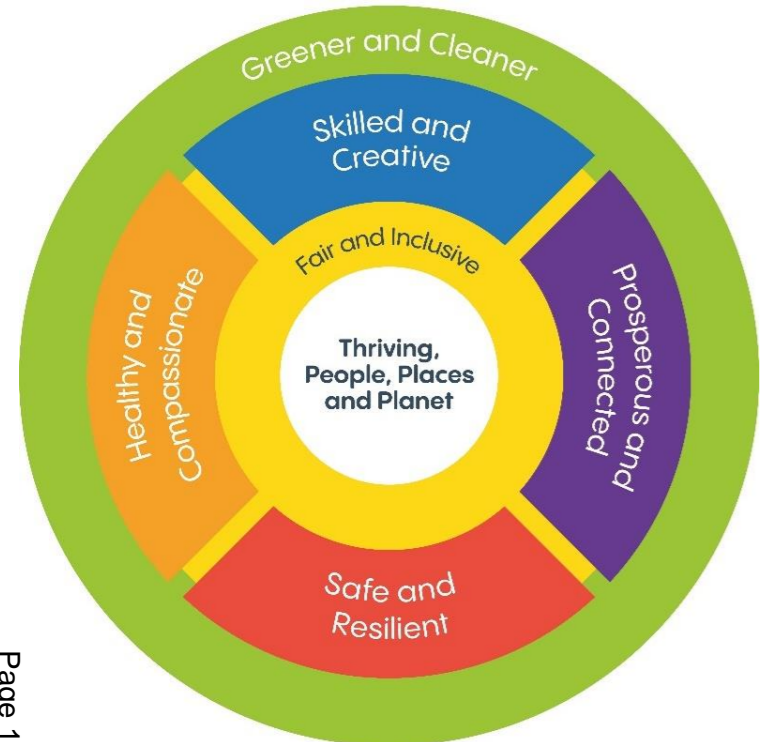 Greener and Cleaner
Skilled and
Creative
Fair and Inclusive
Healthy and
Compassionate
Thriving,
People, Places
and Planet
Prosperous and
Connected
Safe and
Resilient
Page 1